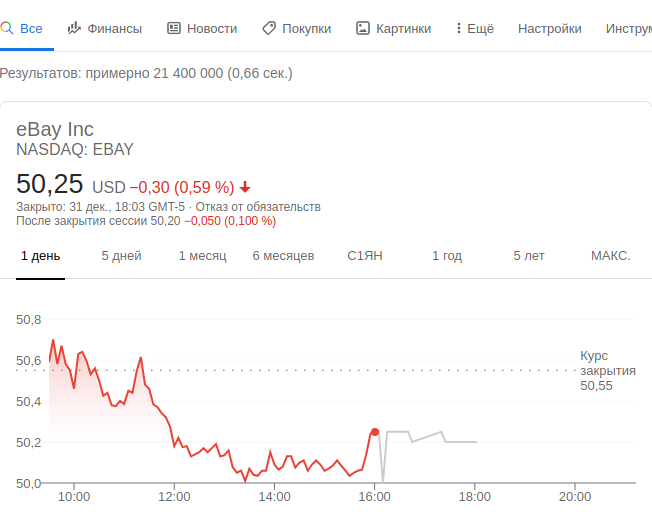 Все Финансы Новости Покупки Картинки Ещё Настройки Инструм
Результатов: примерно 21 400 000 (0,66 сек.)
eBay Inc
NASDAQ: EBAY
50,25 USD −0,30 (0,59 %)
Закрыто: 31 дек., 18:03 GMT-5 · Отказ от обязательств
После закрытия сессии 50,20 −0,050 (0,100 %)
1 день 5 дней 1 месяц 6 месяцев С1ЯН 1 год 5 лет МАКС.
50,8
50,6
50,4
50,2
50,0
Курс
закрытия
50,55
10:00 12:00 14:00 16:00 18:00 20:00